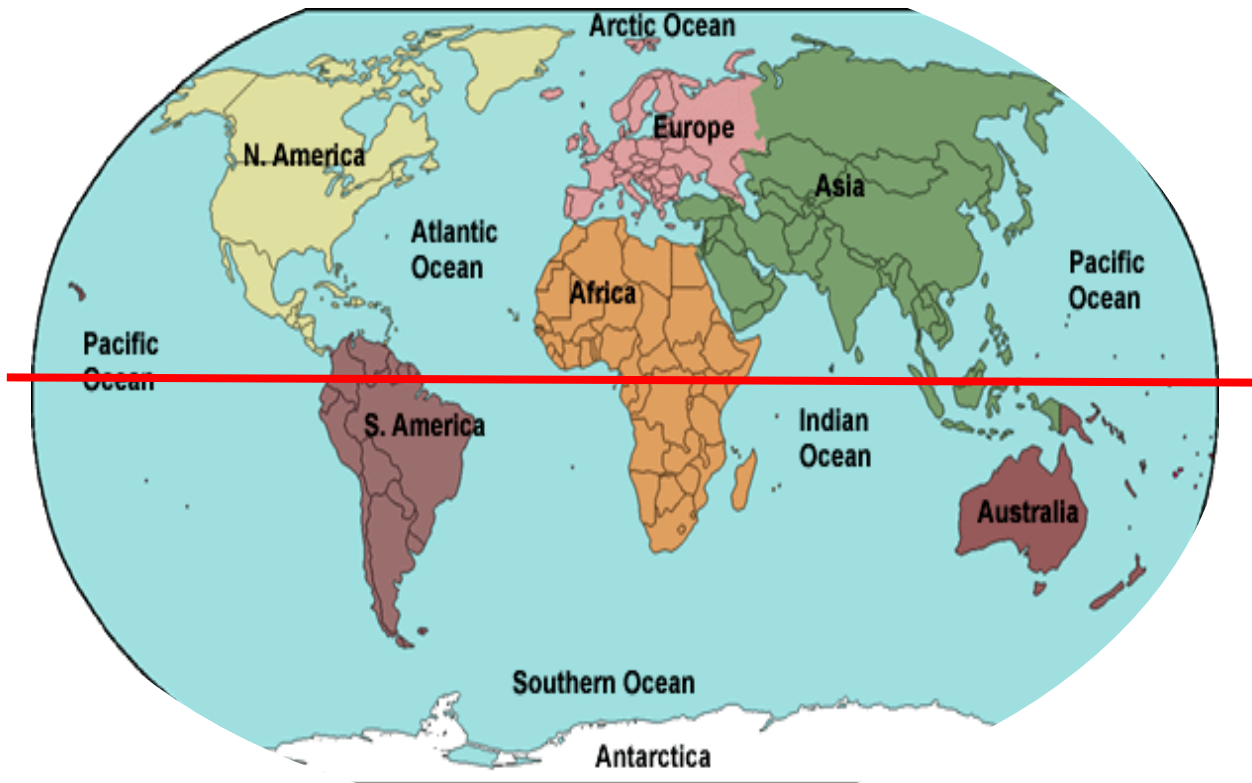 Arctic Ocean
Europe
N. America
Asia
Atlantic
Ocean
Pacific
Ocean
Africa
Pacific
Ocean
Indian
Ocean
S. America
Australia
Southern Ocean
Antarctica